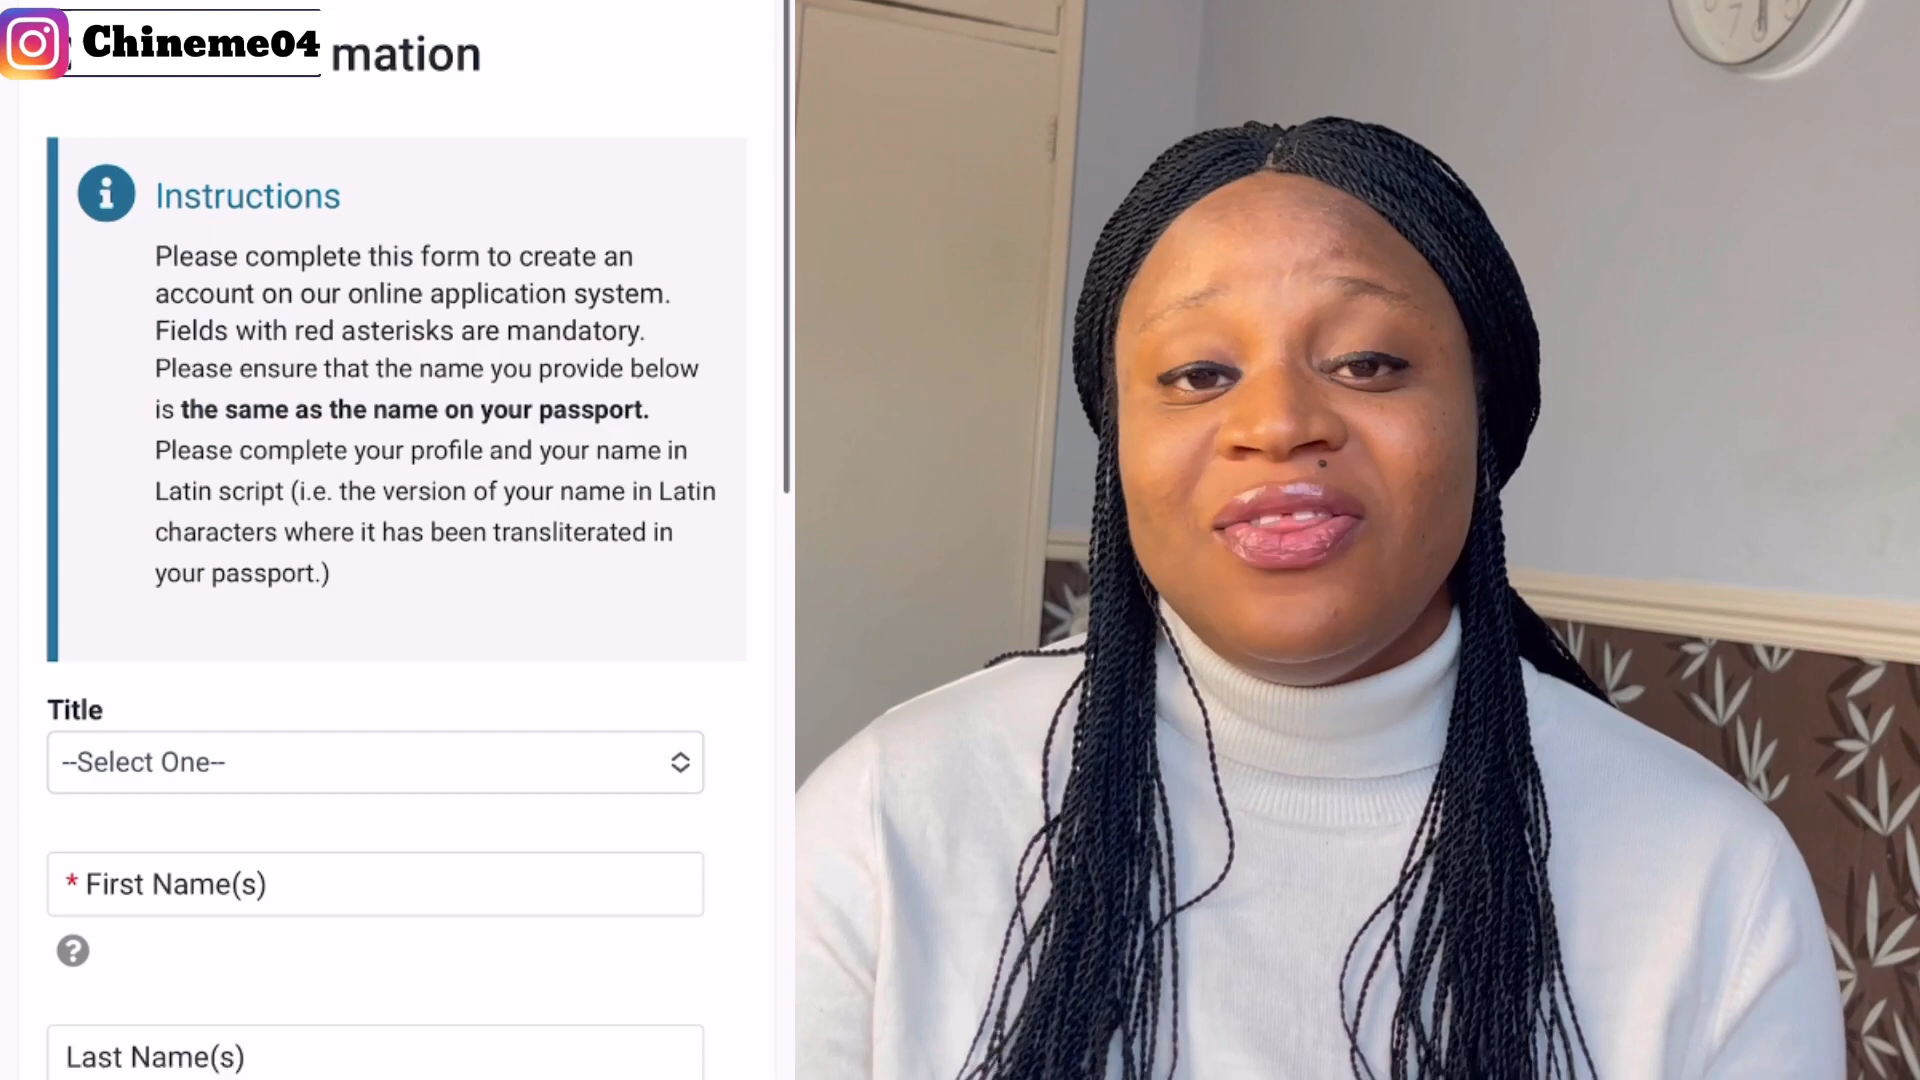 Chineme04
mation
Instructions
Please complete this form to create an
account on our online application system.
Fields with red asterisks are mandatory.
Please ensure that the name you provide below
is the same as the name on your passport.
Please complete your profile and your name in
Latin script (i.e. the version of your name in Latin
characters where it has been transliterated in
your passport.)
Title
--Select One--
* First Name(s)
?
Last Name(s)